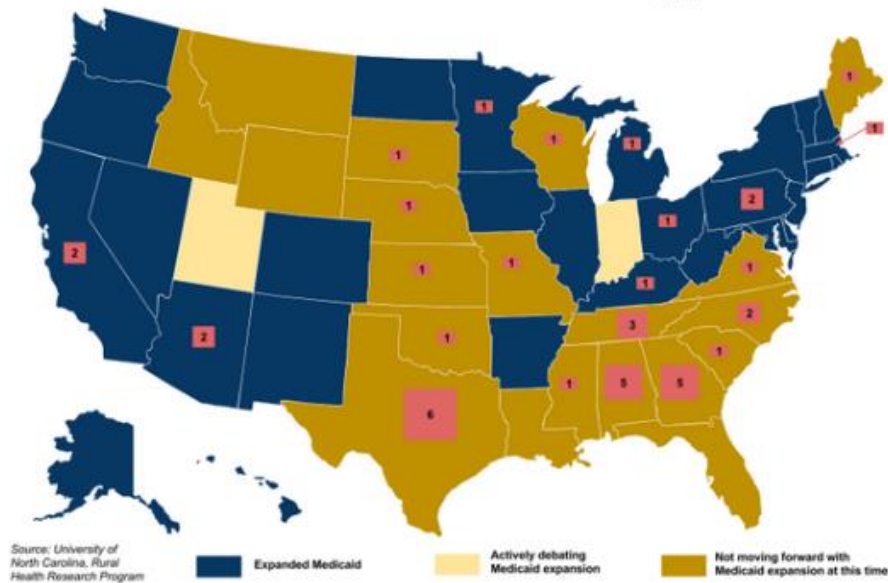 1
1
1
1
1
1
1
2
1
2
1
1
1
1
2
2
3
1
1
1
5
5
6
Source: University of
North Carolina, Rural
Health Research Program
Expanded Medicaid
Actively debating
Medicaid expansion
Not moving forward with
Medicaid expansion at this time